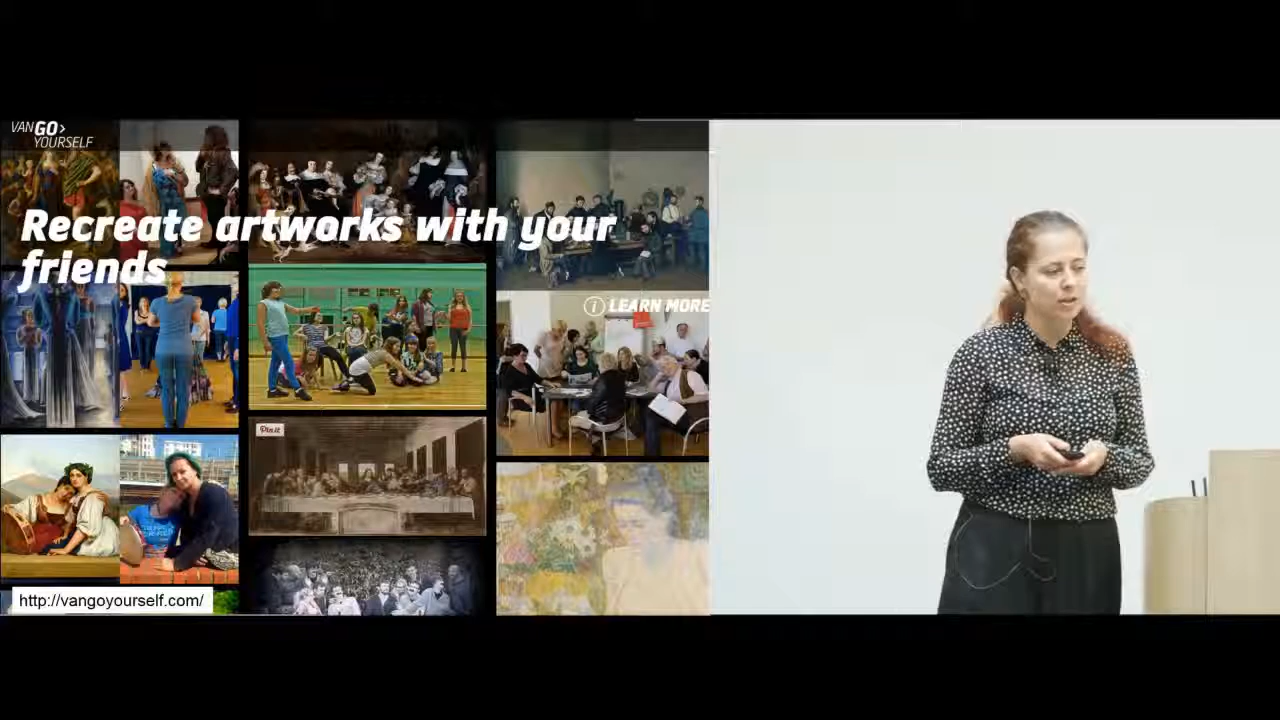 VANGO>
YOURSELF
Recreate artworks with your
friends
i LEARN MORE
Pin it
http://vangoyourself.com/